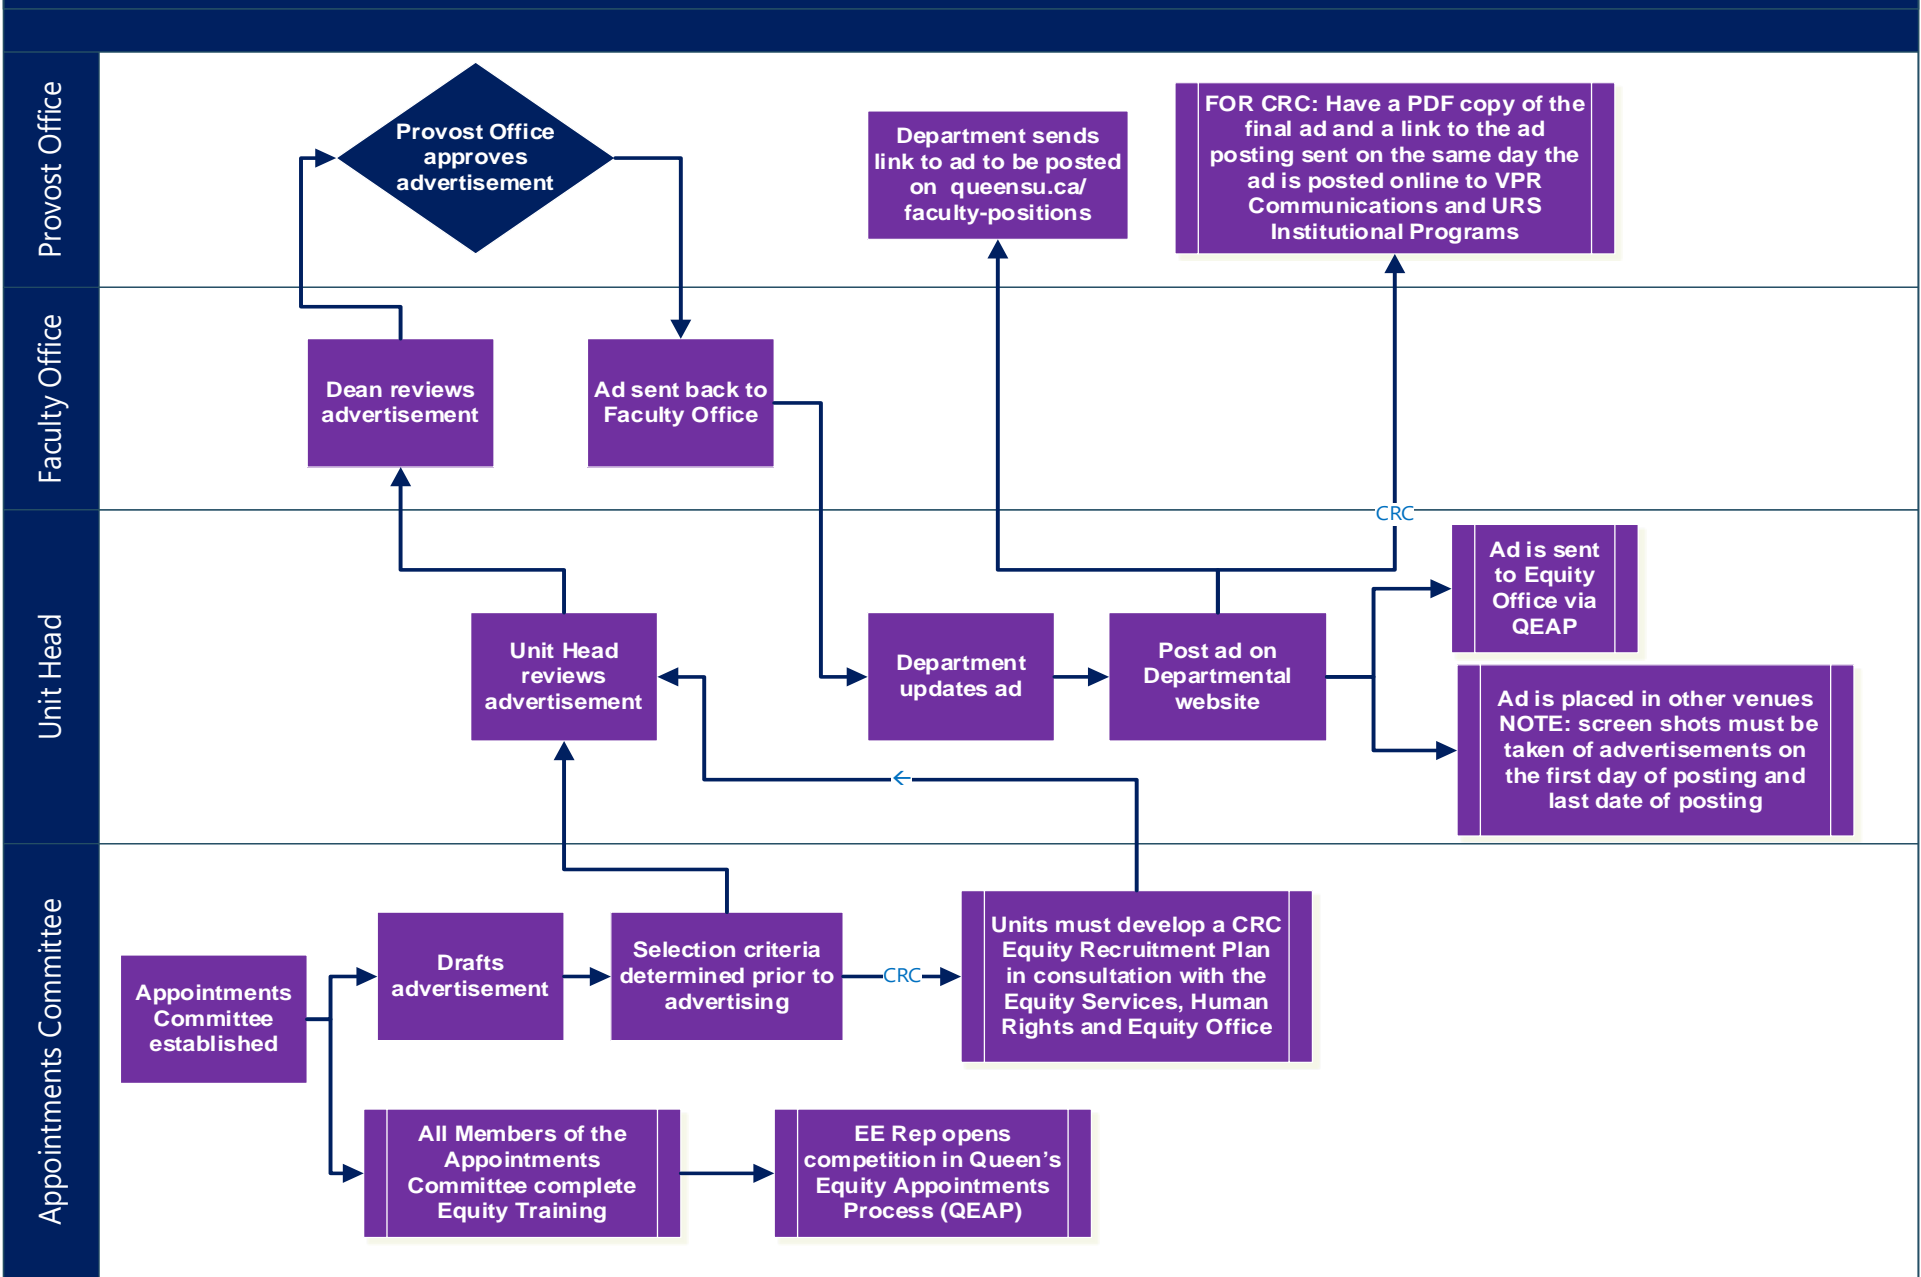 Provost Office
Provost Office
approves
advertisement
Department sends
link to ad to be posted
on queensu.ca/
faculty-positions
FOR CRC: Have a PDF copy of the
final ad and a link to the ad
posting sent on the same day the
ad is posted online to VPR
Communications and URS
Institutional Programs
Faculty Office
Dean reviews
advertisement
Ad sent back to
Faculty Office
CRC
Unit Head
Unit Head
reviews
advertisement
Department
updates ad
Post ad on
Departmental
website
Ad is sent
to Equity
Office via
QEAP
Ad is placed in other venues
NOTE: screen shots must be
taken of advertisements on
the first day of posting and
last date of posting
Appointments Committee
Appointments
Committee
established
Drafts
advertisement
Selection criteria
determined prior to
advertising
CRC
Units must develop a CRC
Equity Recruitment Plan
in consultation with the
Equity Services, Human
Rights and Equity Office
All Members of the
Appointments
Committee complete
Equity Training
EE Rep opens
competition in Queen’s
Equity Appointments
Process (QEAP)